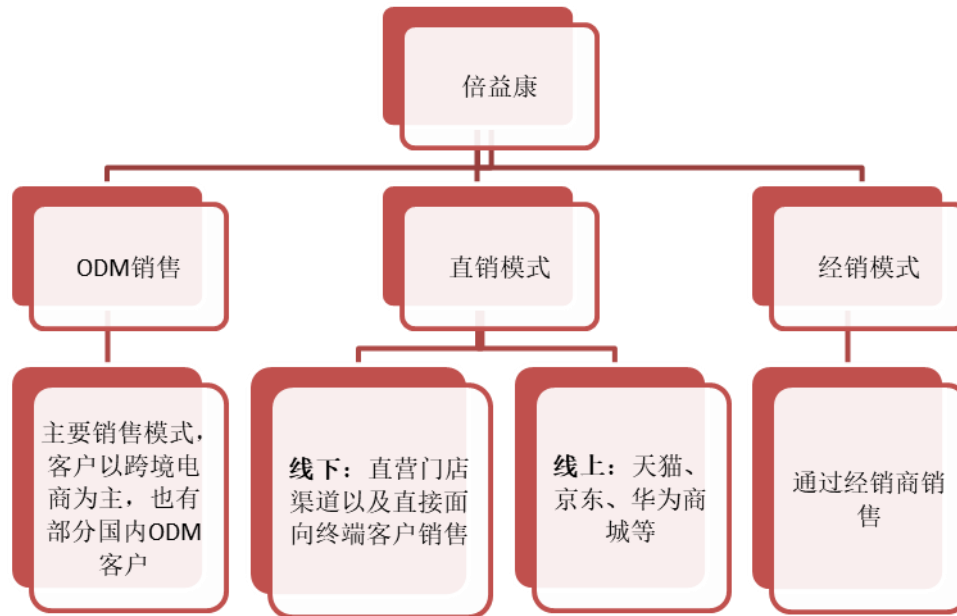 倍益康
ODM销售
直销模式
经销模式
主要销售模式，
客户以跨境电
商为主，也有
部分国内ODM
客户
线下：直营门店
渠道以及直接面
向终端客户销售
线上：天猫、
京东、华为商
城等
通过经销商销
售